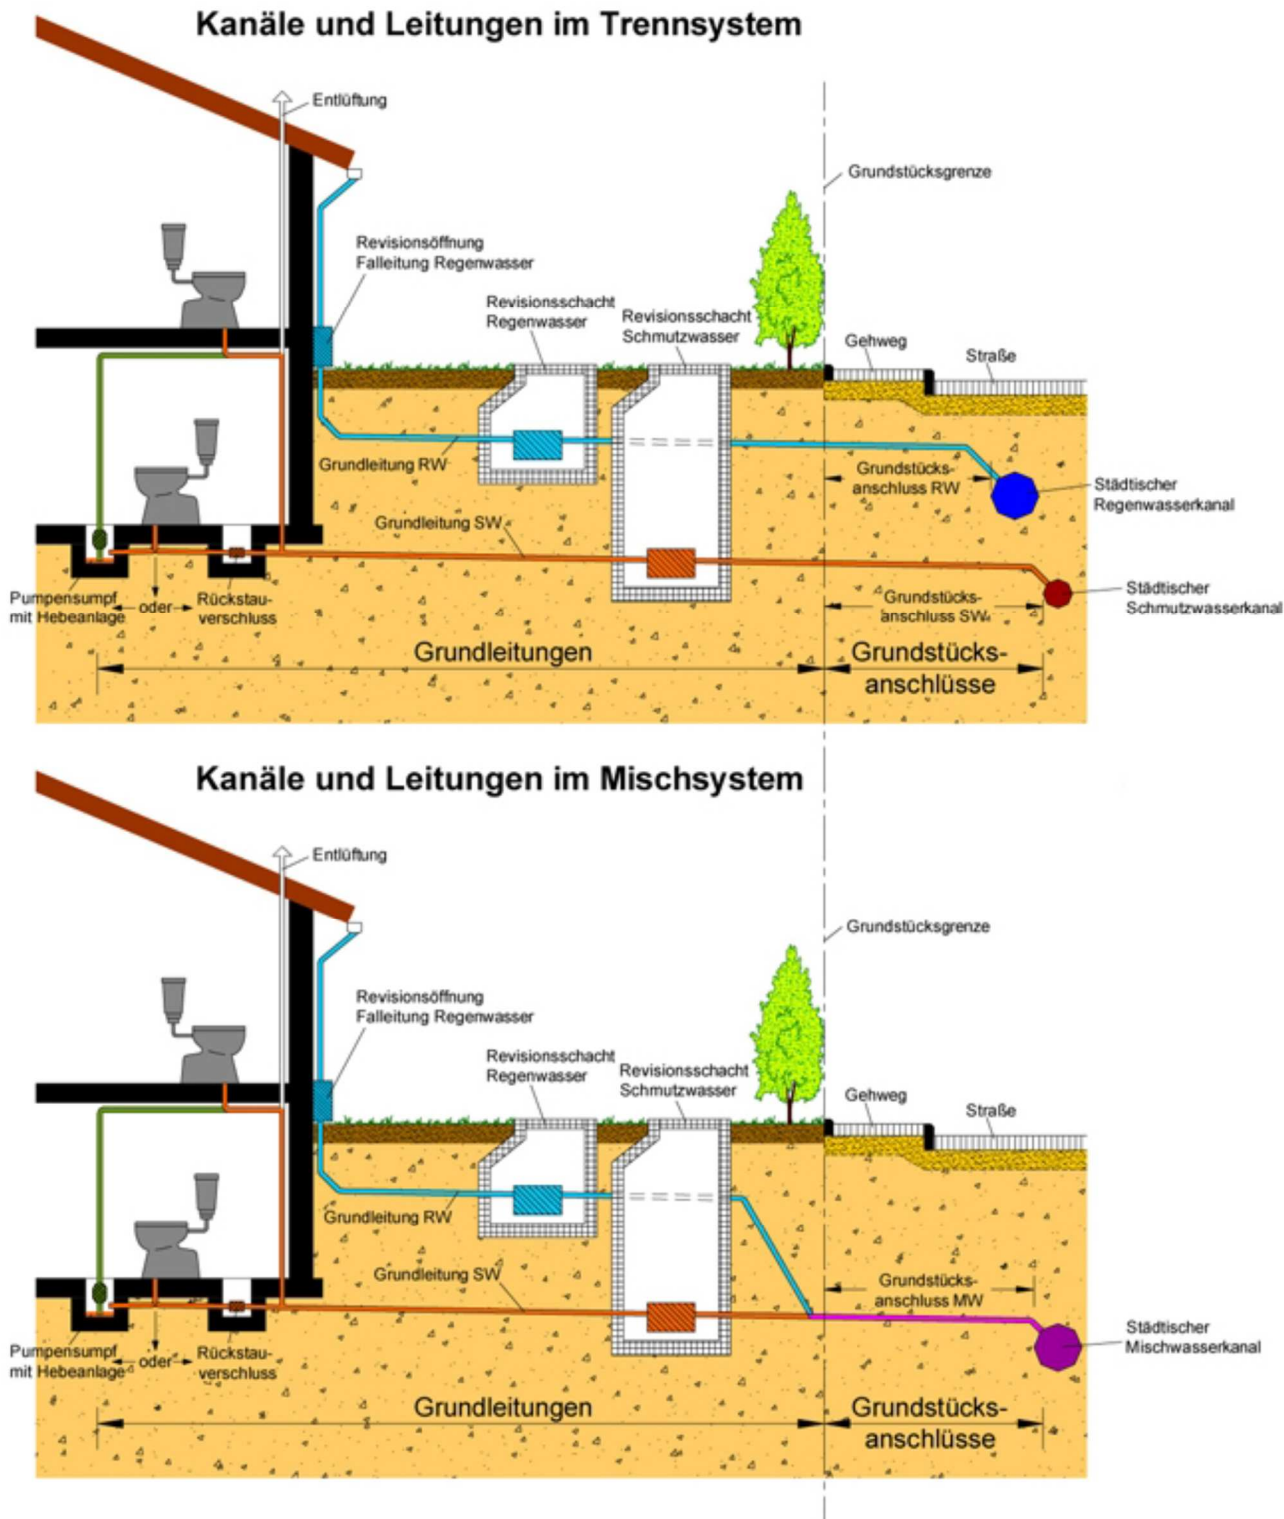 Kanäle und Leitungen im Trennsystem
Entlüftung
Grundstücksgrenze
Revisionsöffnung
Falleitung Regenwasser
Revisionsschacht
Regenwasser
Revisionsschacht
Schmutzwasser
Gehweg
Straße
Grundleitung RW
Grundstücks-
anschluss RW
Städtischer
Regenwasserkanal
Grundleitung SW
Pumpensumpf
mit Hebeanlage
oder
Rückstau-
verschluss
Grundstücks-
anschluss SW
Städtischer
Schmutzwasserkanal
Grundleitungen
Grundstücks-
anschlüsse
Kanäle und Leitungen im Mischsystem
Entlüftung
Grundstücksgrenze
Revisionsöffnung
Falleitung Regenwasser
Revisionsschacht
Regenwasser
Revisionsschacht
Schmutzwasser
Gehweg
Straße
Grundleitung RW
Grundleitung SW
Grundstücks-
anschluss MW
Pumpensumpf
mit Hebeanlage
oder
Rückstau-
verschluss
Städtischer
Mischwasserkanal
Grundleitungen
Grundstücks-
anschlüsse